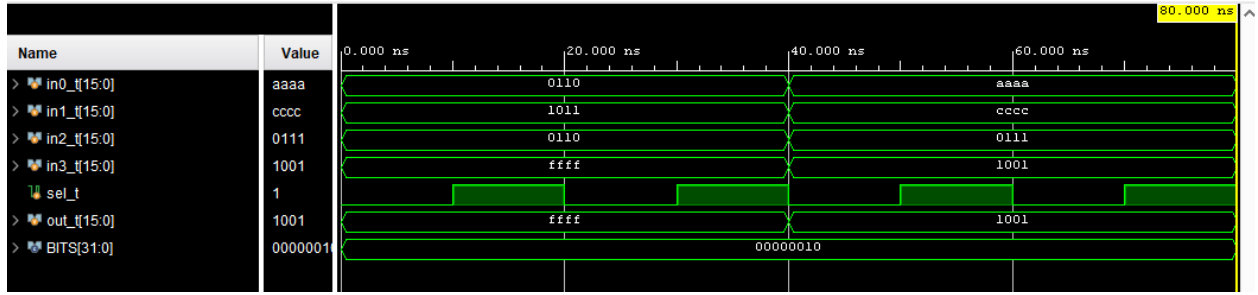 80.000 ns
Name Value 0.000 ns 20.000 ns 40.000 ns 60.000 ns
in0_t[15:0] aaaa 0110 aaaa
in1_t[15:0] cccc 1011 cccc
in2_t[15:0] 0111 0110 0111
in3_t[15:0] 1001 ffff 1001
sel_t 1
out_t[15:0] 1001 ffff 1001
BITS[31:0] 00000010 00000010